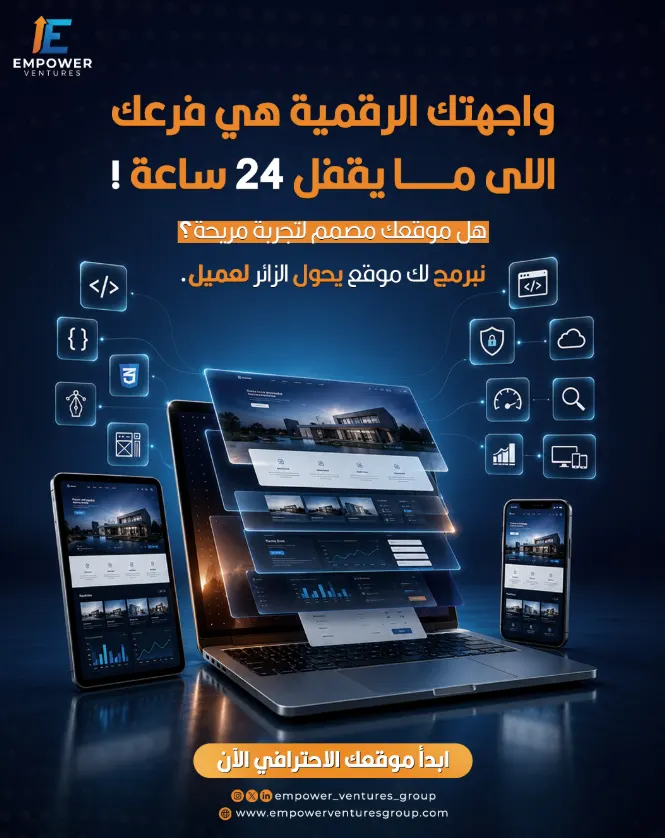 EMPOWER
VENTURES
واجهتك الرقمية هي فرعك
اللى مـــا يقفل 24 ساعة !
هل موقعك مصمم لتجربة مريحة ؟
نبرمج لك موقع يحول الزائر لعميل .
ابدأ موقعك الاحترافي الآن
empower_ventures_group
www.empowerventuresgroup.com